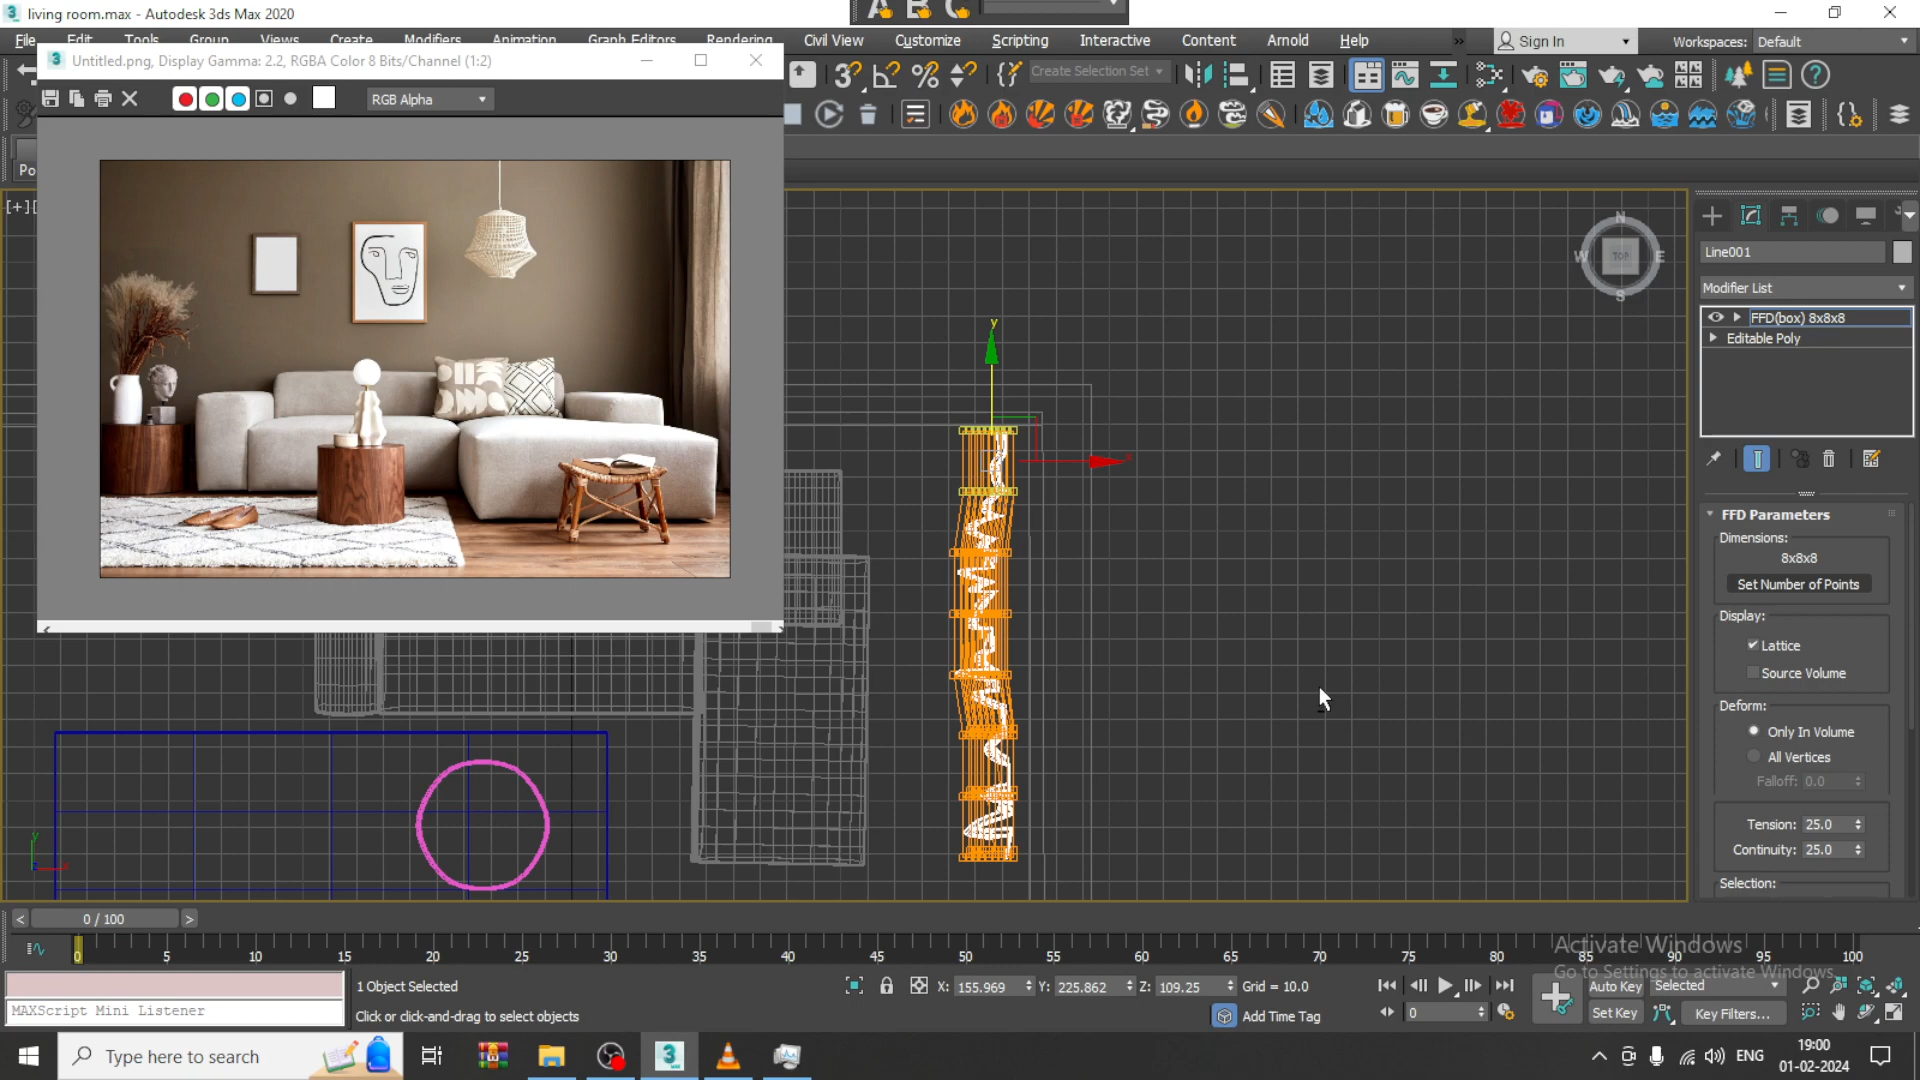 living room.max - Autodesk 3ds Max 2020
File Edit Tools Group Views Create Modifiers Animation Graph Editors Rendering Civil View Customize Scripting Interactive Content Arnold Help
Sign In
Workspaces: Default
Untitled.png, Display Gamma: 2.2, RGBA Color 8 Bits/Channel (1:2)
RGB Alpha
Create Selection Set
Po
[+][
N
W TOP E
S
y
x
Line001
Modifier List
FFD(box) 8x8x8
Editable Poly
FFD Parameters
Dimensions:
8x8x8
Set Number of Points
Display:
Lattice
Source Volume
Deform:
Only In Volume
All Vertices
Falloff: 0.0
Tension: 25.0
Continuity: 25.0
Selection:
< 0 / 100 >
0 5 10 15 20 25 30 35 40 45 50 55 60 65 70 75 80 85 90 95 100
Activate Windows
Go to Settings to activate Windows.
1 Object Selected
X: 155.969 Y: 225.862 Z: 109.25 Grid = 10.0
Auto Key Selected
MAXScript Mini Listener
Click or click-and-drag to select objects
Add Time Tag
0
Set Key Key Filters...
Type here to search
ENG
19:00
01-02-2024